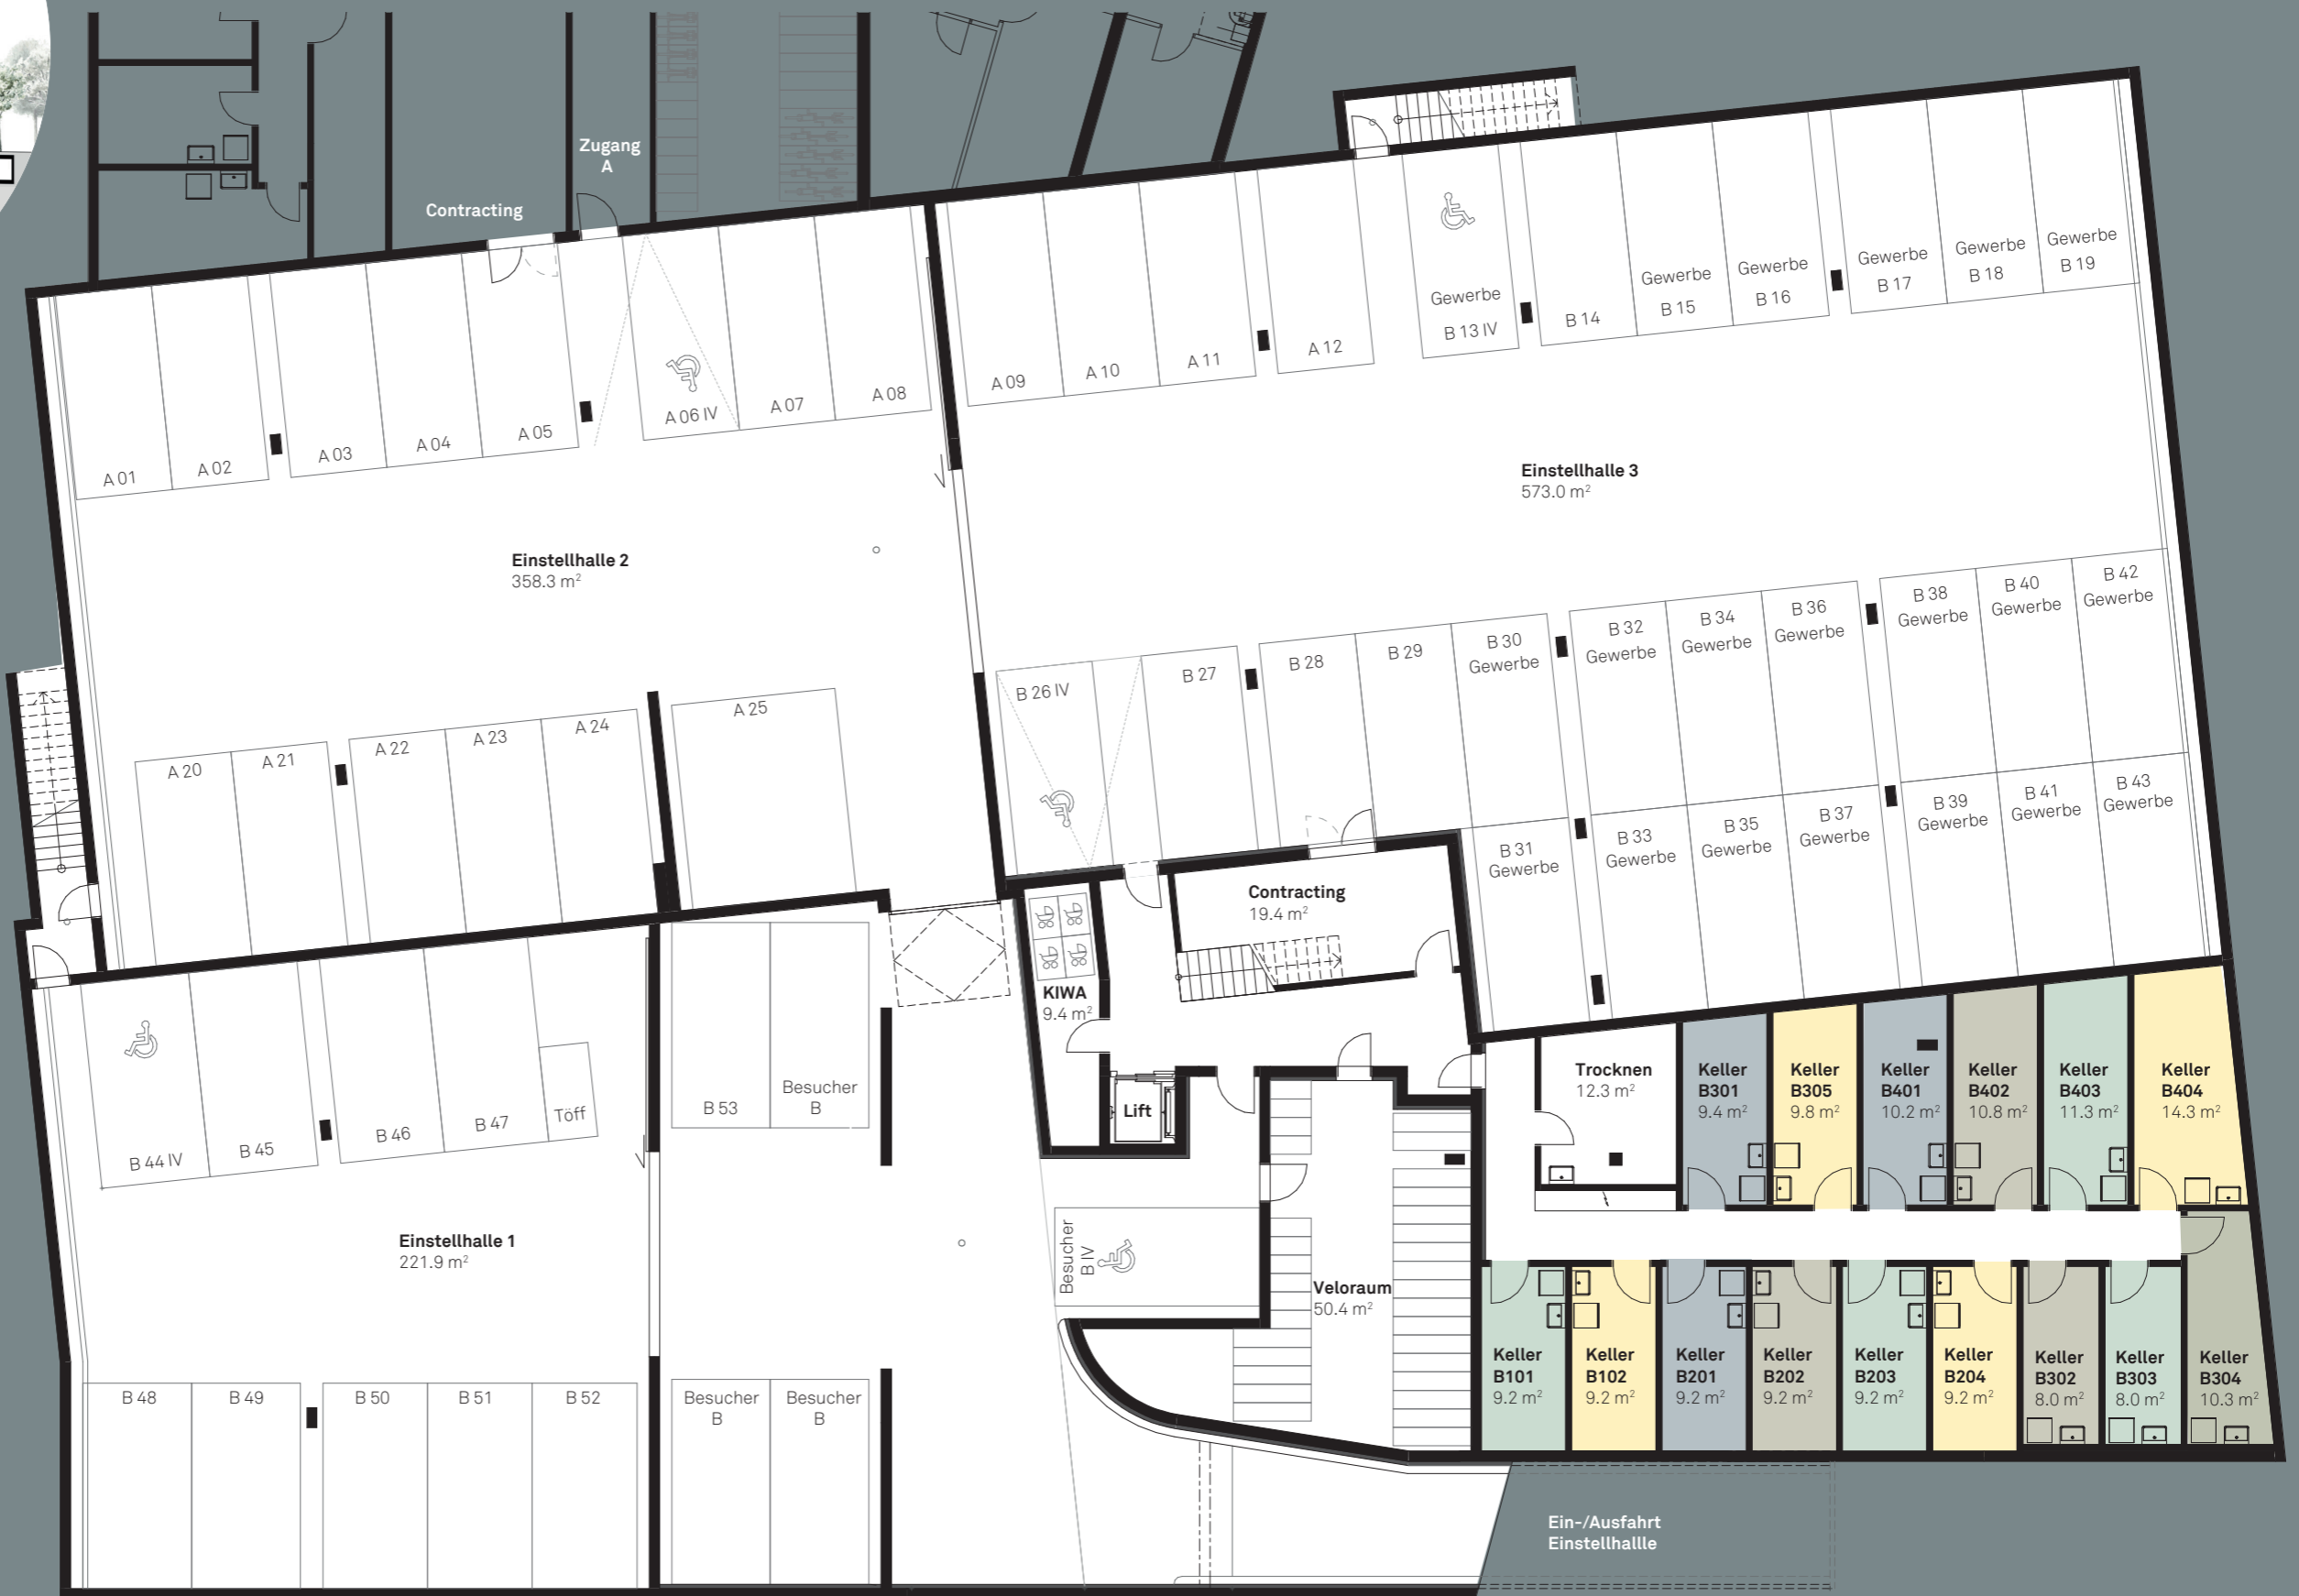 Zugang
A
Contracting
A 01
A 02
A 03
A 04
A 05
A 06 IV
A 07
A 08
A 09
A 10
A 11
A 12
Gewerbe
B 13 IV
B 14
Gewerbe
B 15
Gewerbe
B 16
Gewerbe
B 17
Gewerbe
B 18
Gewerbe
B 19
Einstellhalle 2
358.3 m²
Einstellhalle 3
573.0 m²
A 20
A 21
A 22
A 23
A 24
A 25
B 26 IV
B 27
B 28
B 29
B 30
Gewerbe
B 32
Gewerbe
B 34
Gewerbe
B 36
Gewerbe
B 38
Gewerbe
B 40
Gewerbe
B 42
Gewerbe
B 31
Gewerbe
B 33
Gewerbe
B 35
Gewerbe
B 37
Gewerbe
B 39
Gewerbe
B 41
Gewerbe
B 43
Gewerbe
Contracting
19.4 m²
KIWA
9.4 m²
Lift
B 44 IV
B 45
B 46
B 47
Töff
B 53
Besucher
B
Trocknen
12.3 m²
Keller
B301
9.4 m²
Keller
B305
9.8 m²
Keller
B401
10.2 m²
Keller
B402
10.8 m²
Keller
B403
11.3 m²
Keller
B404
14.3 m²
Einstellhalle 1
221.9 m²
Besucher
B IV
Veloraum
50.4 m²
B 48
B 49
B 50
B 51
B 52
Besucher
B
Besucher
B
Keller
B101
9.2 m²
Keller
B102
9.2 m²
Keller
B201
9.2 m²
Keller
B202
9.2 m²
Keller
B203
9.2 m²
Keller
B204
9.2 m²
Keller
B302
8.0 m²
Keller
B303
8.0 m²
Keller
B304
10.3 m²
Ein-/Ausfahrt
Einstellhallle